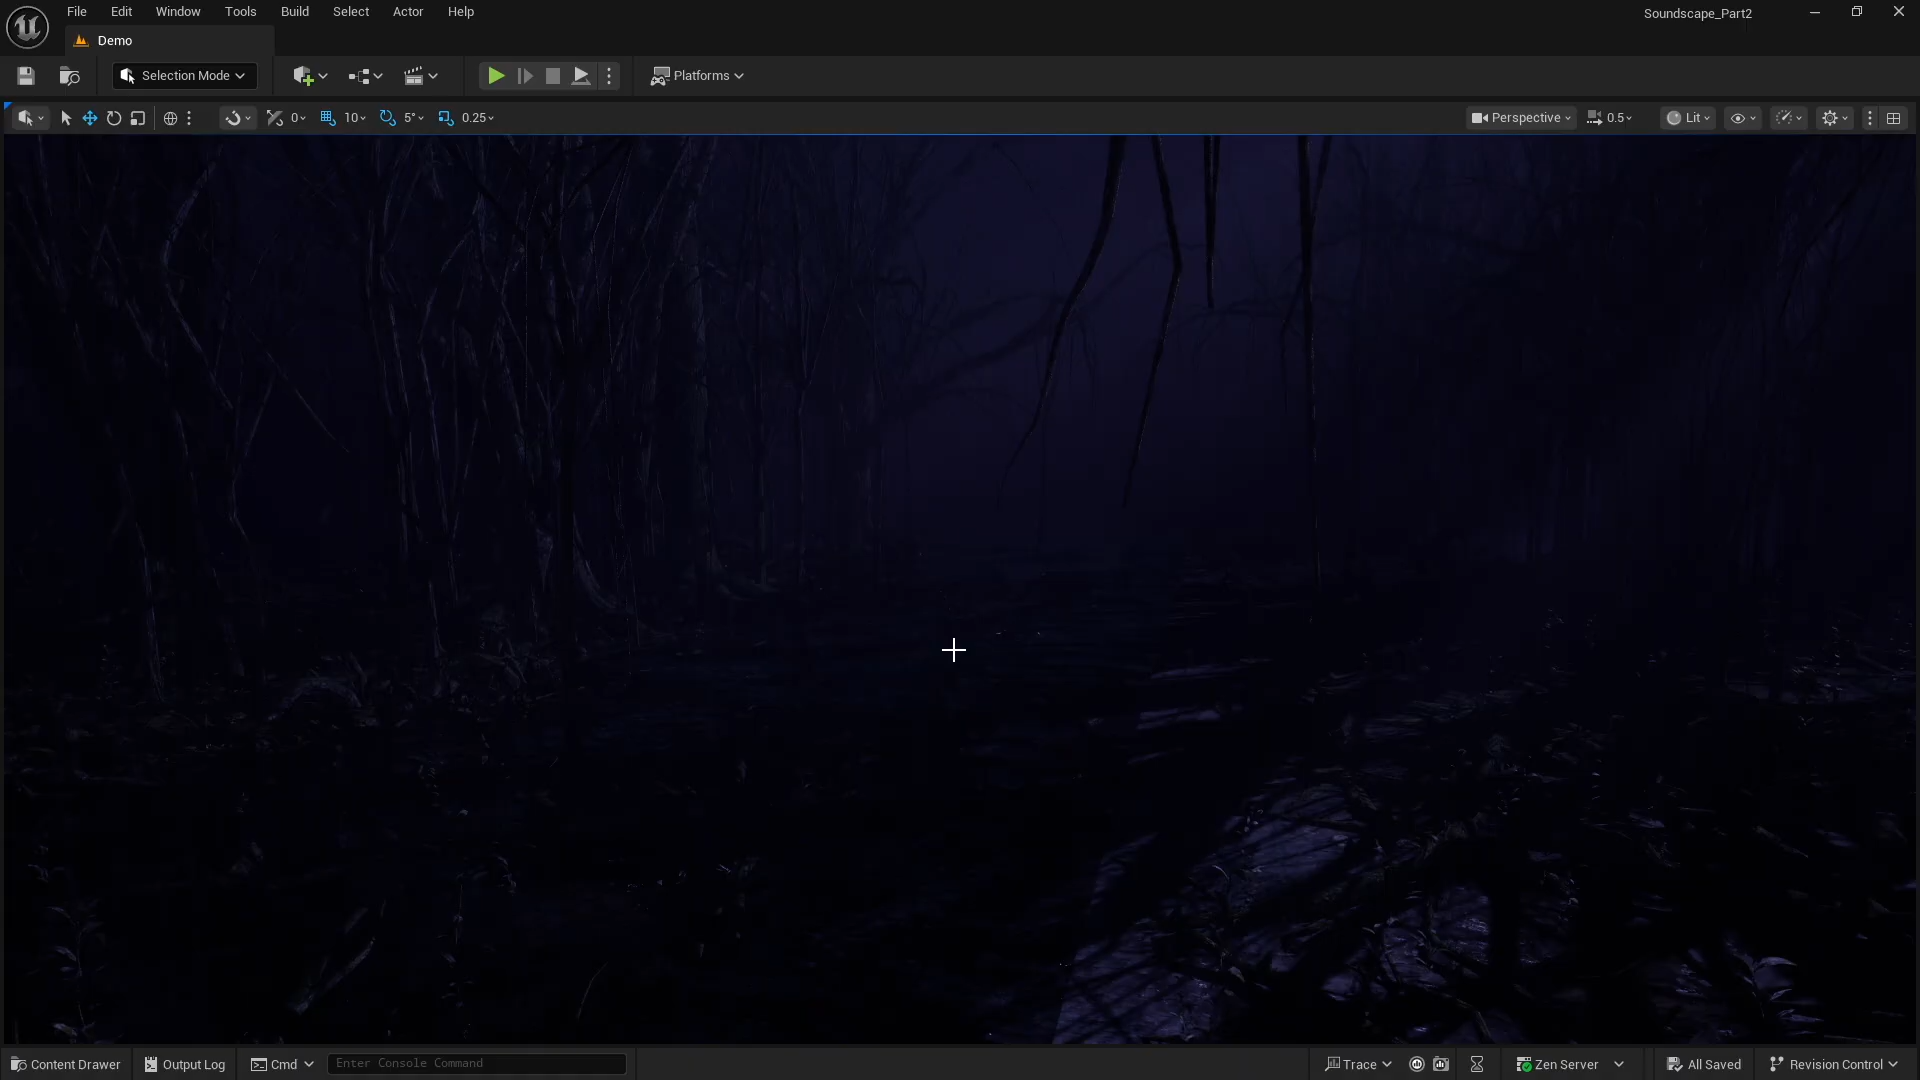 File Edit Window Tools Build Select Actor Help
Soundscape_Part2
Demo
Selection Mode
Platforms
0 10 5° 0.25
Perspective 0.5 Lit
Content Drawer Output Log Cmd Enter Console Command
Trace Zen Server All Saved Revision Control